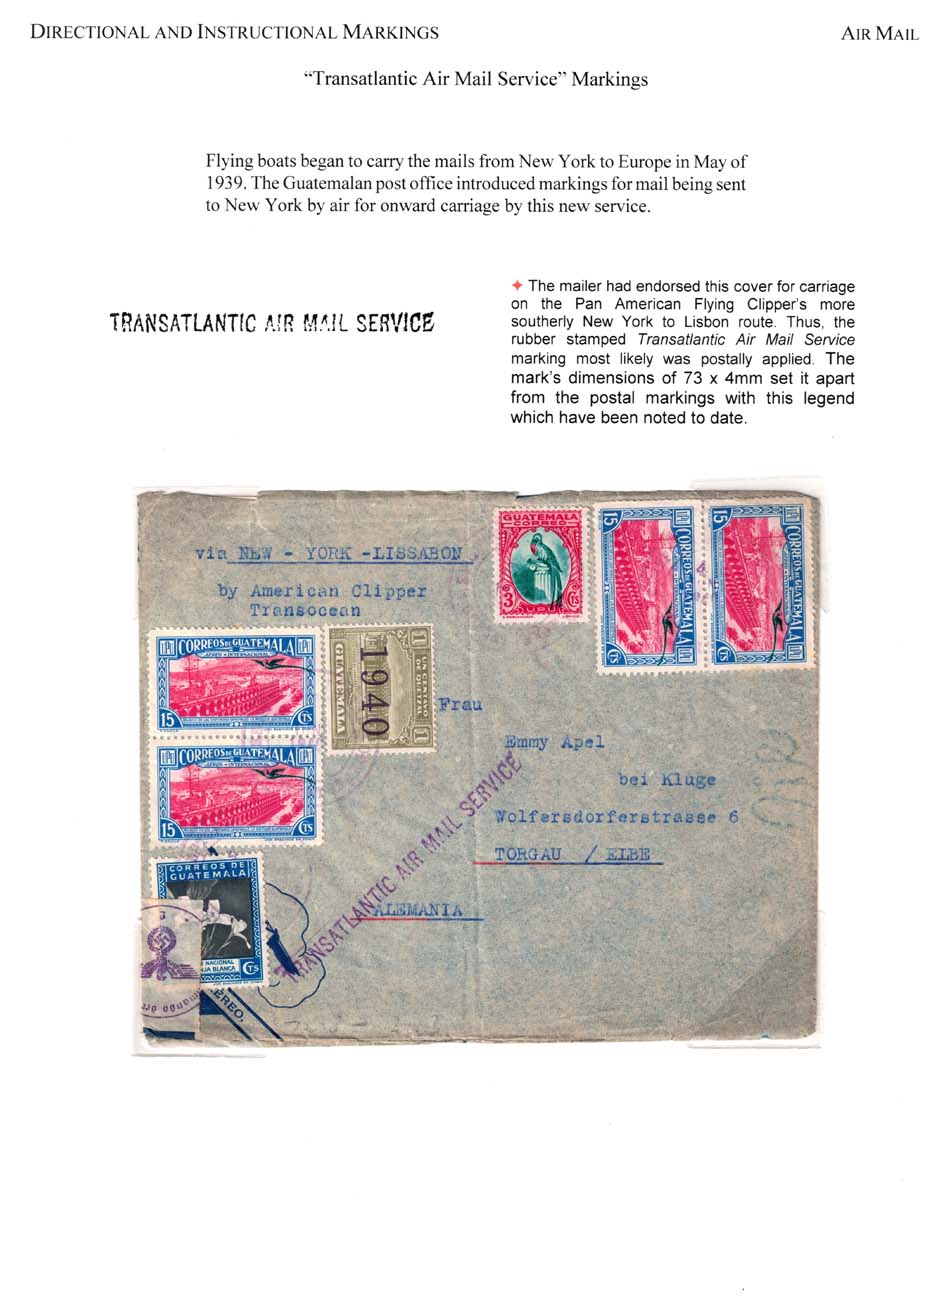 DIRECTIONAL AND INSTRUCTIONAL MARKINGS
AIR MAIL
“Transatlantic Air Mail Service” Markings
Flying boats began to carry the mails from New York to Europe in May of
1939. The Guatemalan post office introduced markings for mail being sent
to New York by air for onward carriage by this new service.
TRANSATLANTIC AIR MAIL SERVICE
✦ The mailer had endorsed this cover for carriage
on the Pan American Flying Clipper's more
southerly New York to Lisbon route. Thus, the
rubber stamped Transatlantic Air Mail Service
marking most likely was postally applied. The
mark's dimensions of 73 x 4mm set it apart
from the postal markings with this legend
which have been noted to date.
via NEW - YORK -LISSABON
by American Clipper
Transocean
GUATEMALA
CORREO
3 CTS
15
CORREOS DE GUATEMALA
CTS
15
CORREOS DE GUATEMALA
CTS
CORREOS DE GUATEMALA
AEREO INTERNACIONAL
15 CTS
CORREOS DE GUATEMALA
AEREO INTERNACIONAL
15 CTS
1 UN CENTAVO DE QUETZAL 1
GUATEMALA
1940
Frau
Emmy Apel
bei Kluge
Wolfersdorferstrasse 6
TORGAU / ELBE
ALEMANIA
TRANSATLANTIC AIR MAIL SERVICE
CORREOS DE
GUATEMALA
NACIONAL
JA BLANCA
CTS
ÉREO.